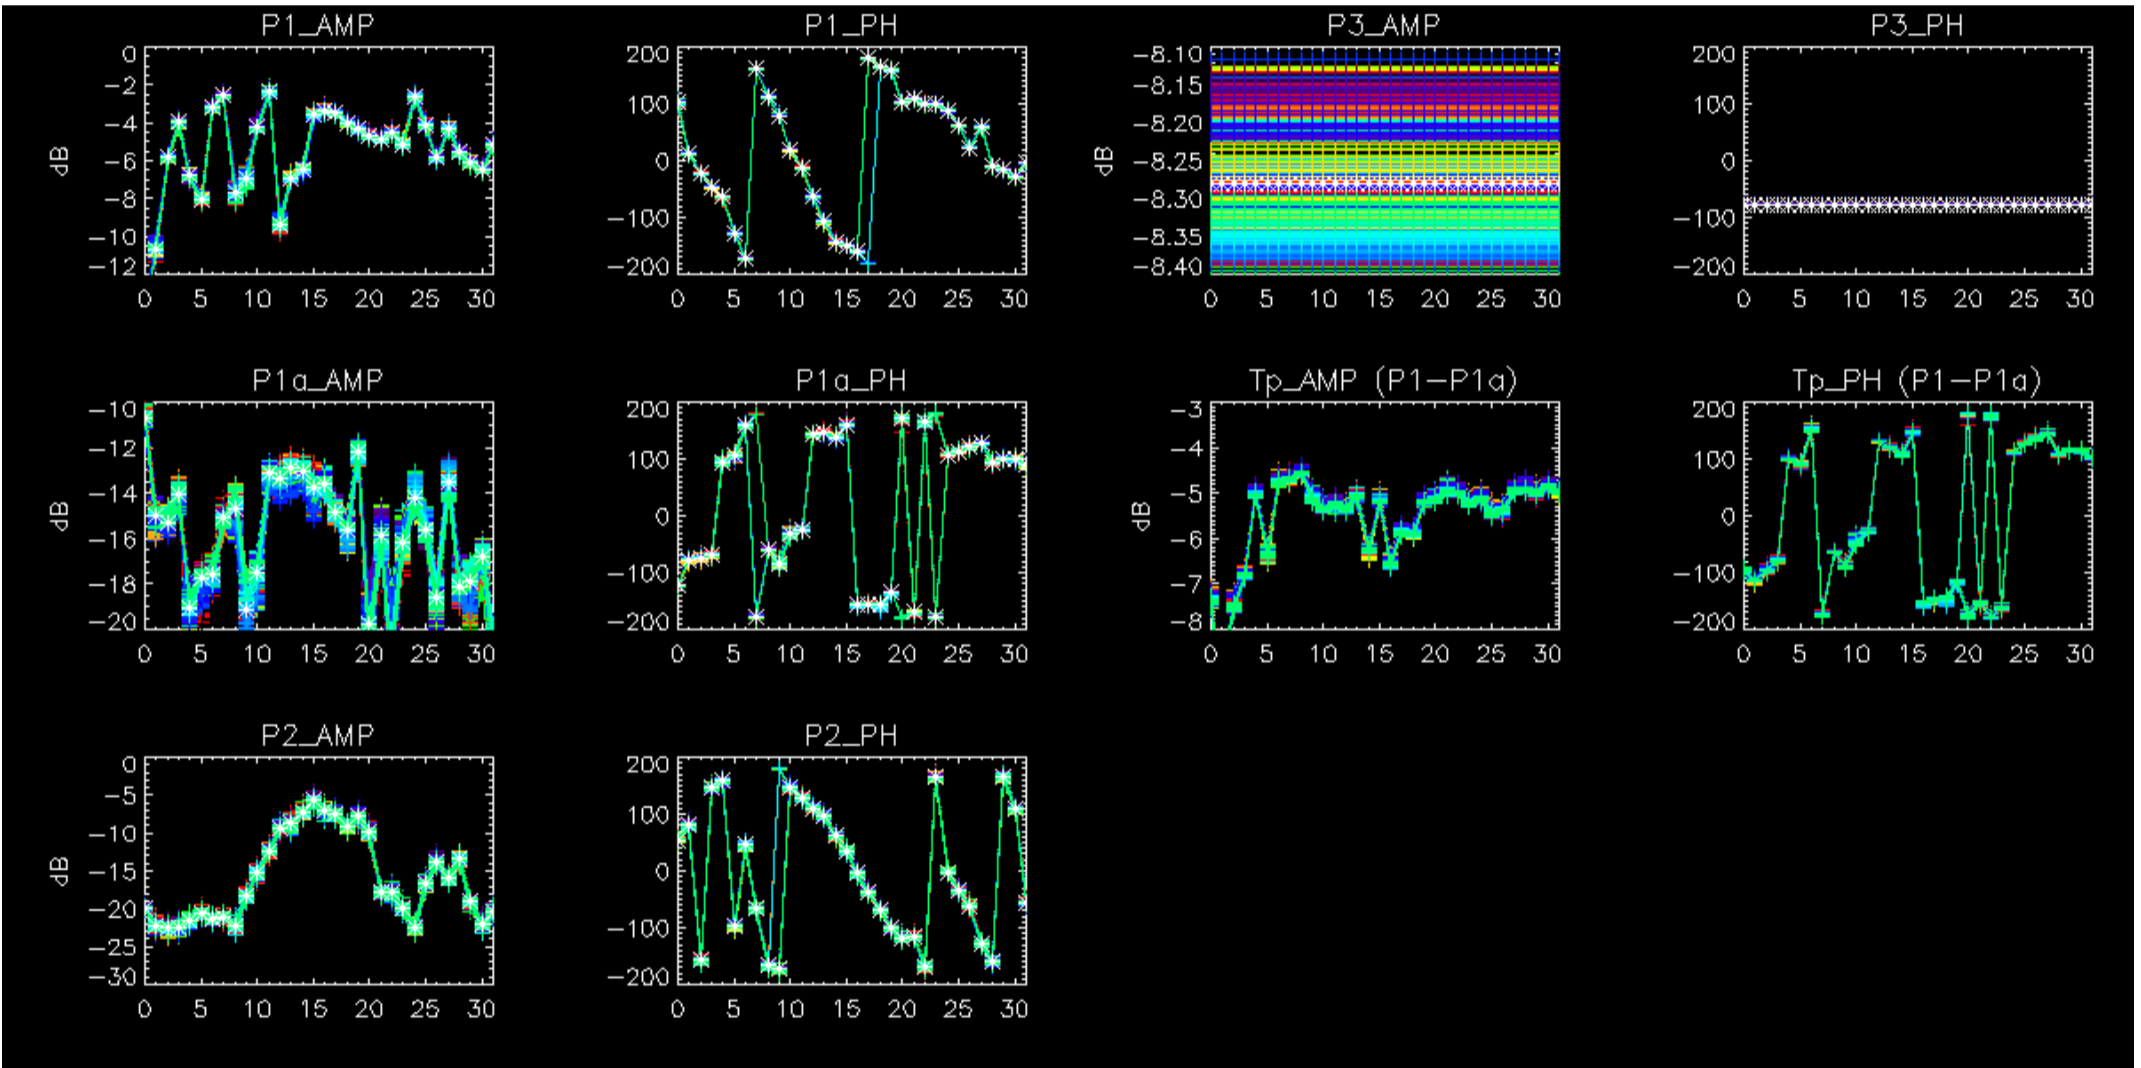 P1_AMP
0
-2
-4
-6
-8
-10
-12
dB
0 5 10 15 20 25 30
P1_PH
200
100
0
-100
-200
0 5 10 15 20 25 30
P3_AMP
-8.10
-8.15
-8.20
-8.25
-8.30
-8.35
-8.40
dB
0 5 10 15 20 25 30
P3_PH
200
100
0
-100
-200
0 5 10 15 20 25 30
P1a_AMP
-10
-12
-14
-16
-18
-20
dB
0 5 10 15 20 25 30
P1a_PH
200
100
0
-100
-200
0 5 10 15 20 25 30
Tp_AMP (P1-P1a)
-3
-4
-5
-6
-7
-8
dB
0 5 10 15 20 25 30
Tp_PH (P1-P1a)
200
100
0
-100
-200
0 5 10 15 20 25 30
P2_AMP
0
-5
-10
-15
-20
-25
-30
dB
0 5 10 15 20 25 30
P2_PH
200
100
0
-100
-200
0 5 10 15 20 25 30